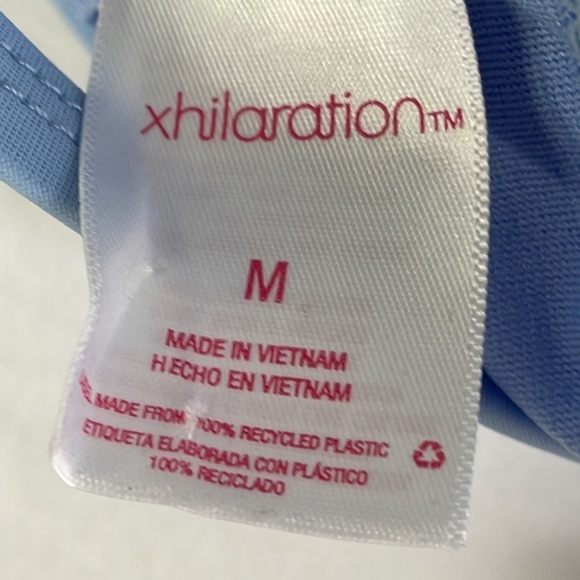 xhilaration™
M
MADE IN VIETNAM
HECHO EN VIETNAM
MADE FROM 100% RECYCLED PLASTIC
ETIQUETA ELABORADA CON PLÁSTICO
100% RECICLADO